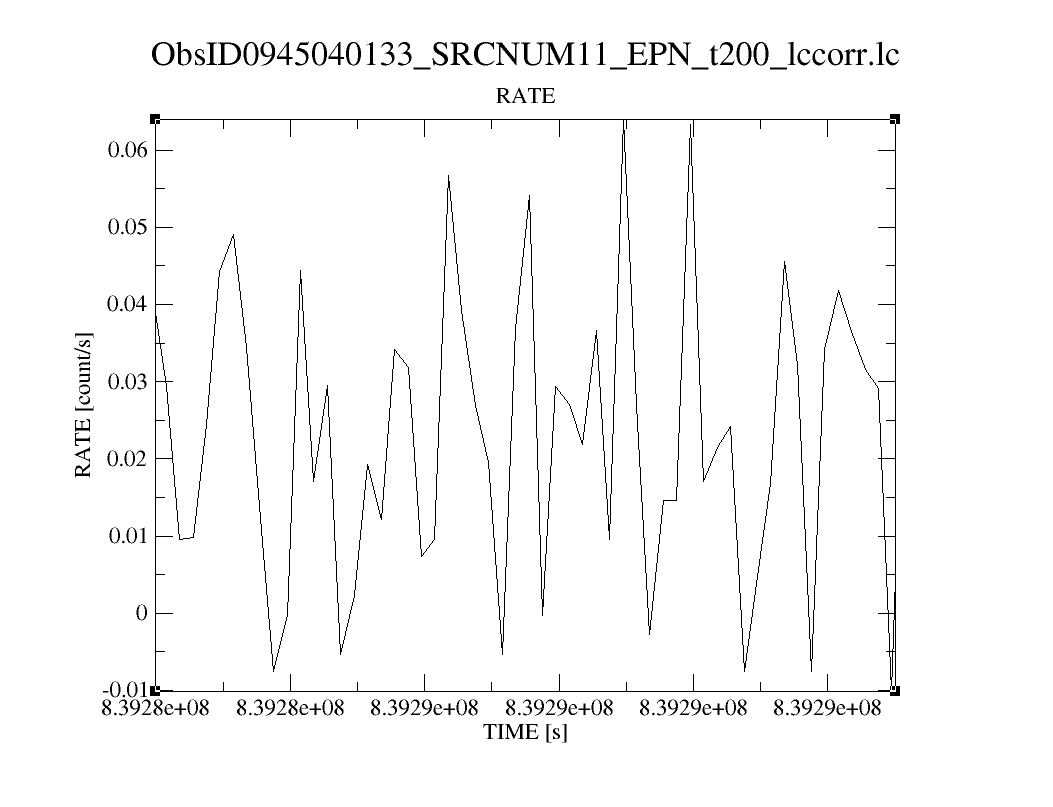 ObsID0945040133_SRCNUM11_EPN_t200_lccorr.lc
RATE
0.06
0.05
0.04
0.03
0.02
0.01
0
-0.01
RATE [count/s]
8.3928e+08 8.3928e+08 8.3929e+08 8.3929e+08 8.3929e+08 8.3929e+08
TIME [s]